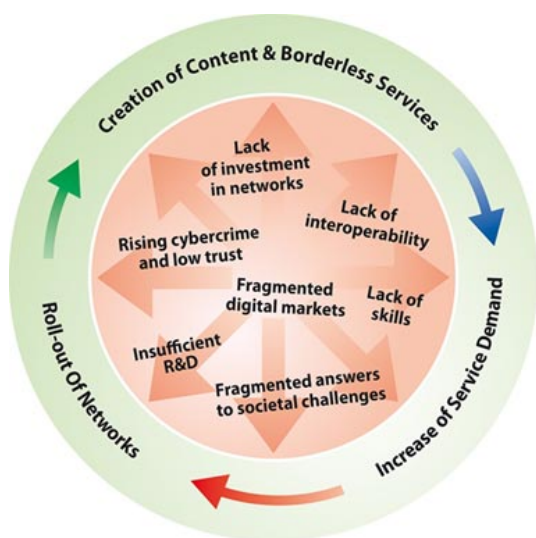 Creation of Content & Borderless Services
Lack
of investment
in networks
Lack of
interoperability
Rising cybercrime
and low trust
Fragmented
digital markets
Lack of
skills
Insufficient
R&D
Fragmented answers
to societal challenges
Increase of Service Demand
Roll-out Of Networks